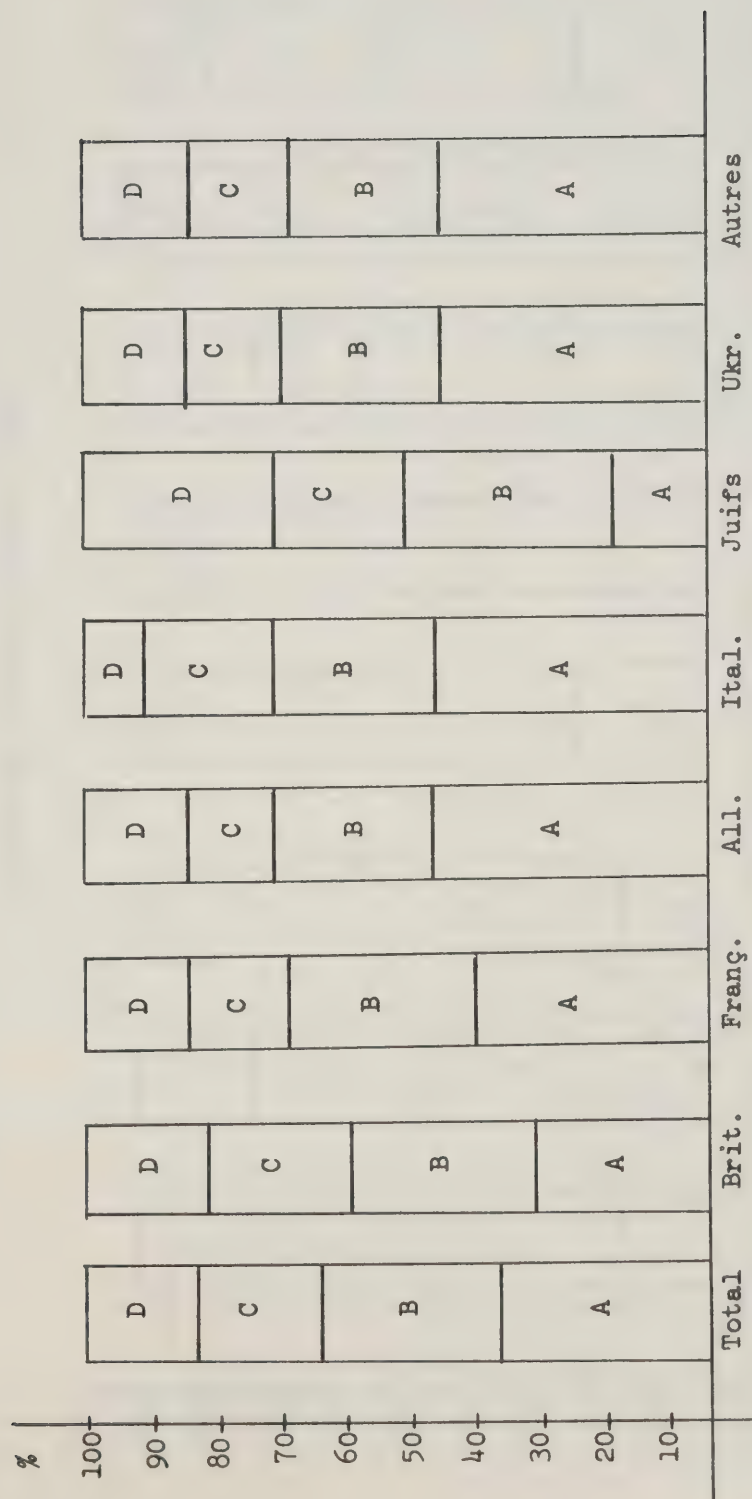 %
100
90
80
70
60
50
40
30
20
10
D
C
B
A
Total
D
C
B
A
Brit.
D
C
B
A
Franç.
D
C
B
A
All.
D
C
B
A
Ital.
D
C
B
A
Juifs
D
C
B
A
Ukr.
D
C
B
A
Autres